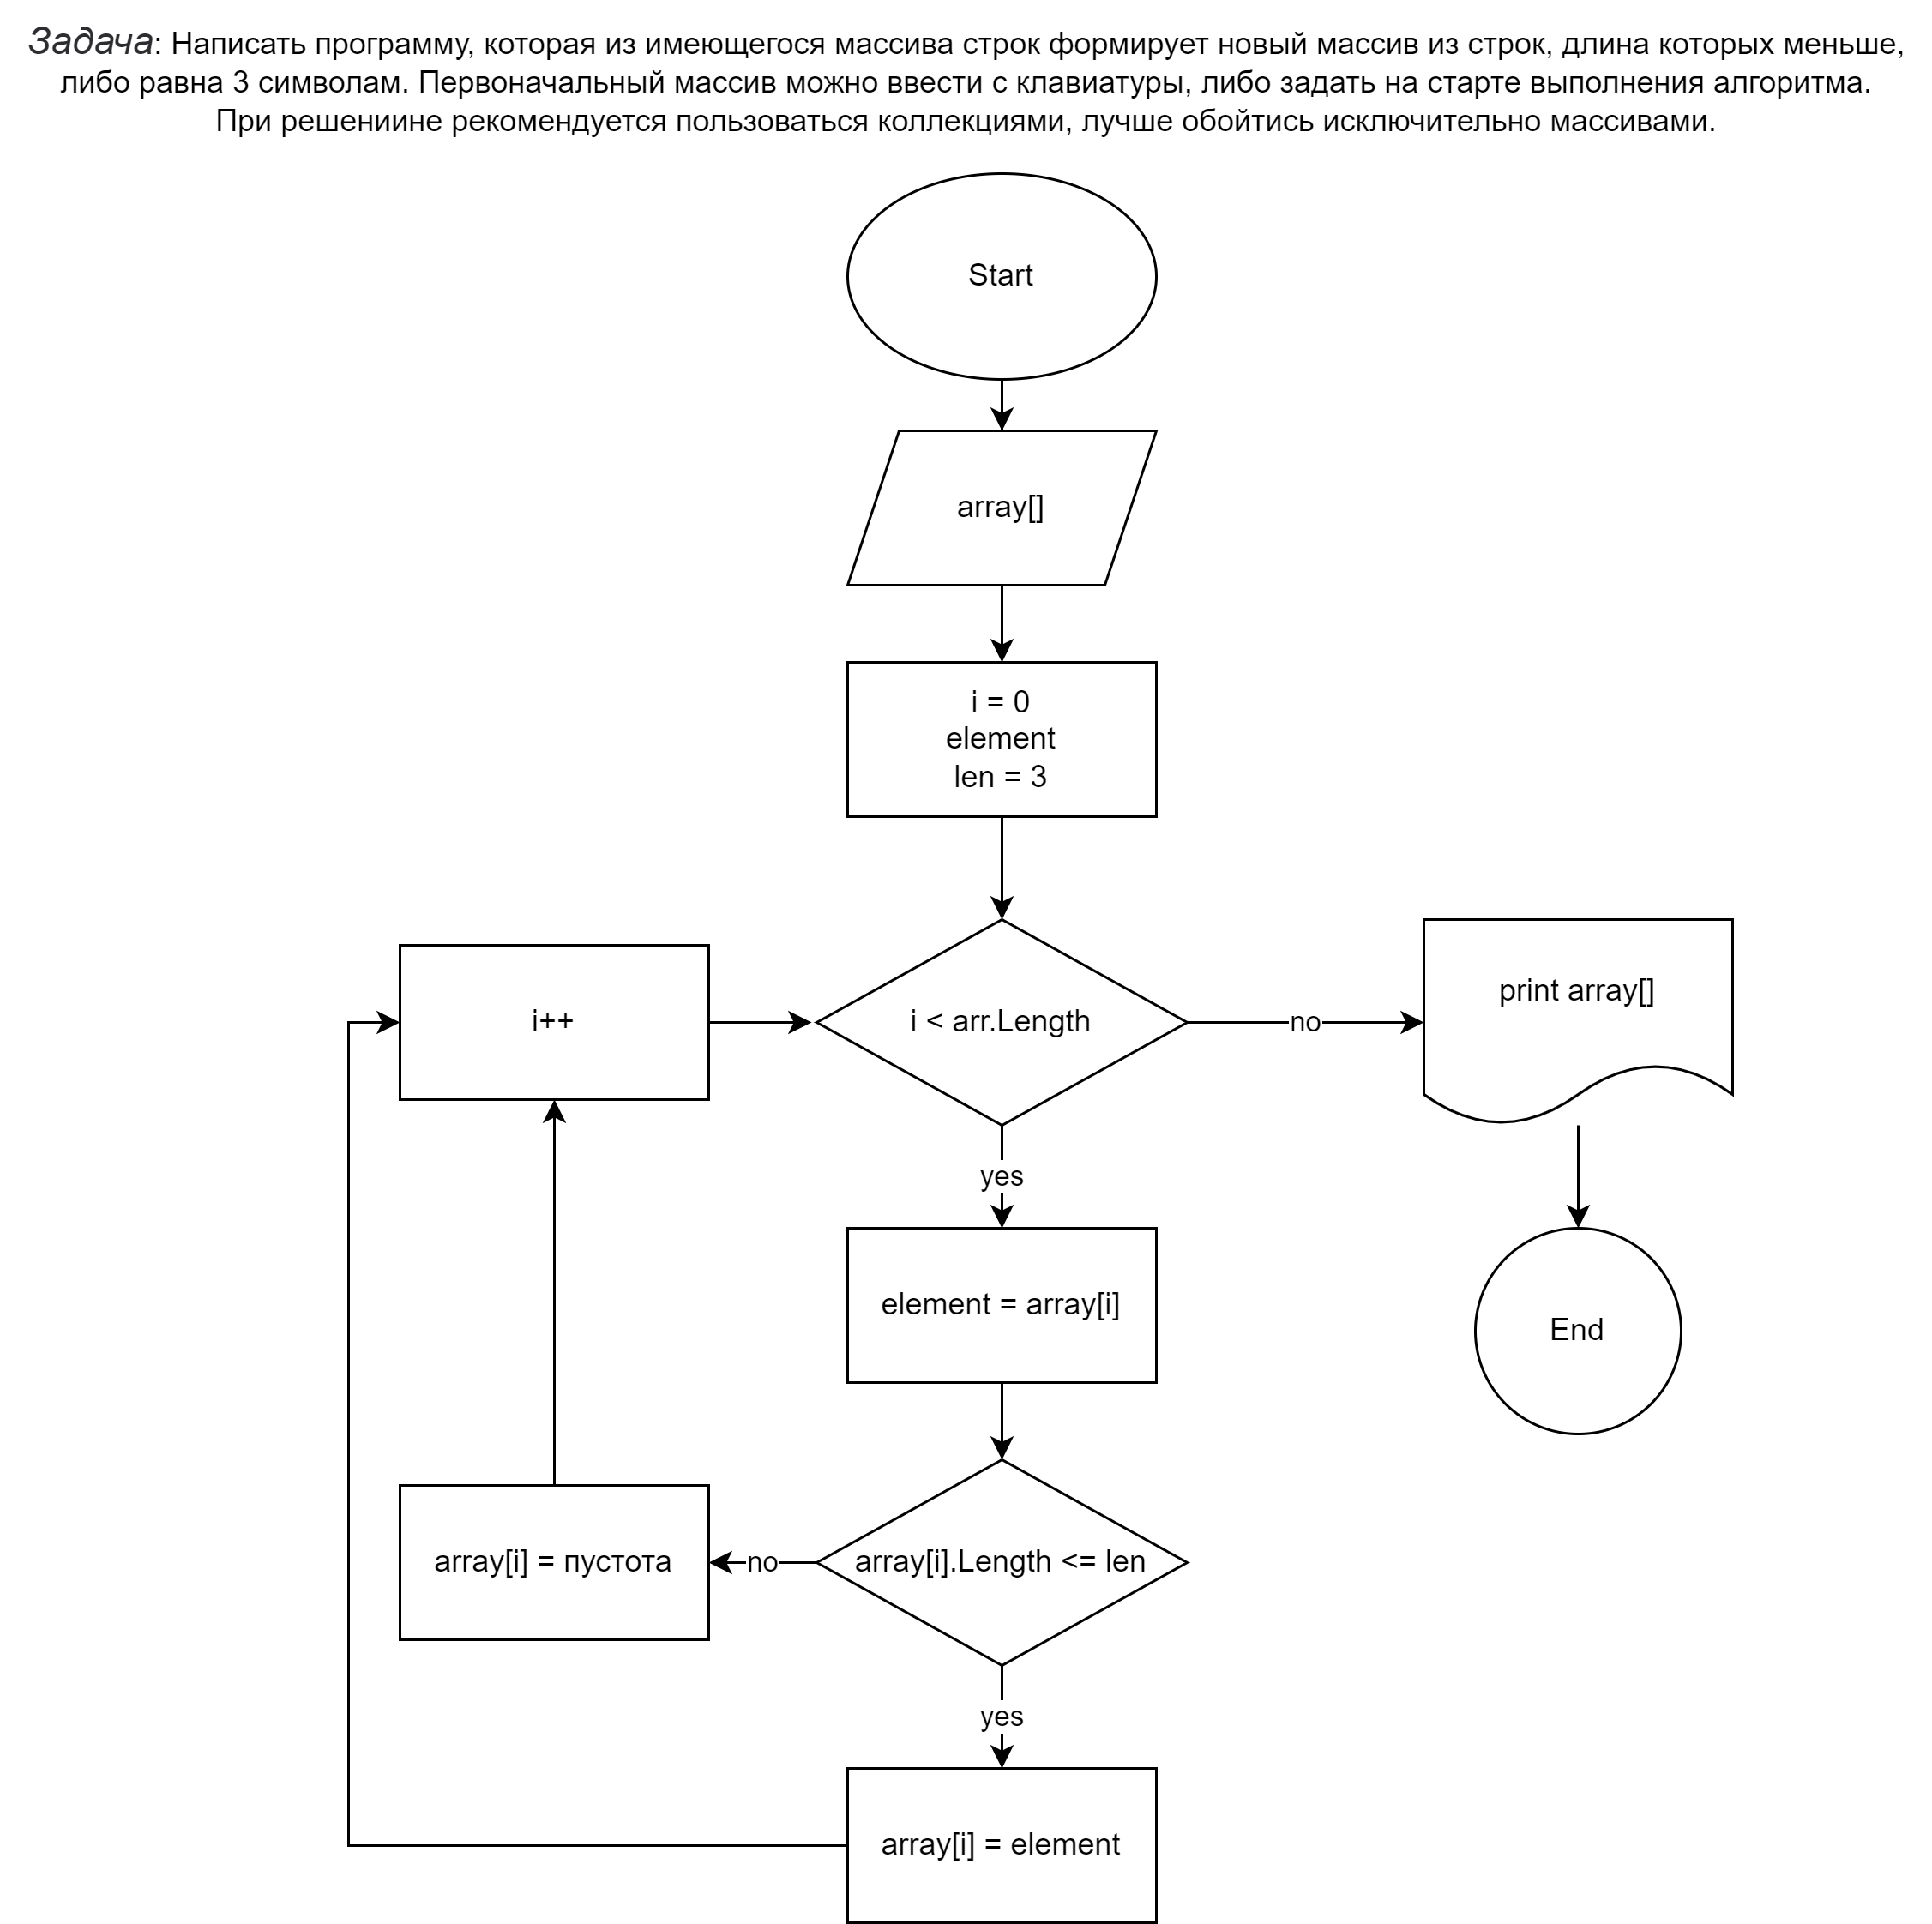 Задача: Написать программу, которая из имеющегося массива строк формирует новый массив из строк, длина которых меньше,
либо равна 3 символам. Первоначальный массив можно ввести с клавиатуры, либо задать на старте выполнения алгоритма.
При решениине рекомендуется пользоваться коллекциями, лучше обойтись исключительно массивами.
Start
array[]
i = 0
element
len = 3
i++
i < arr.Length
no
print array[]
yes
element = array[i]
End
array[i] = пустота
no
array[i].Length <= len
yes
array[i] = element